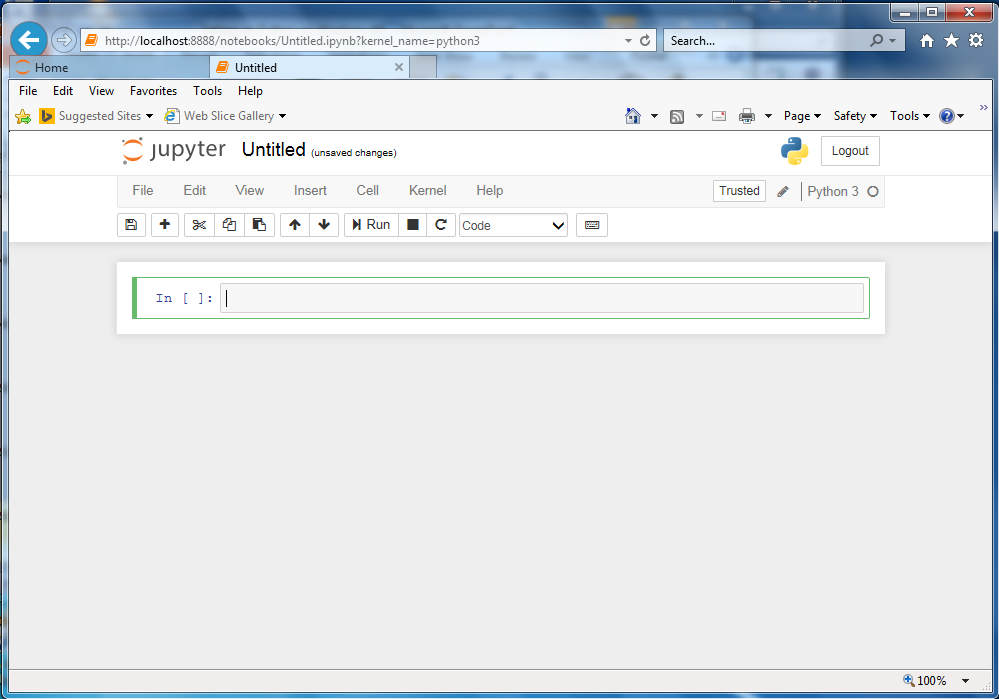 http://localhost:8888/notebooks/Untitled.ipynb?kernel_name=python3 Search...
Home Untitled
File Edit View Favorites Tools Help
Suggested Sites Web Slice Gallery Page Safety Tools
jupyter Untitled (unsaved changes) Logout
File Edit View Insert Cell Kernel Help Trusted Python 3
Run Code
In [ ]:
100%